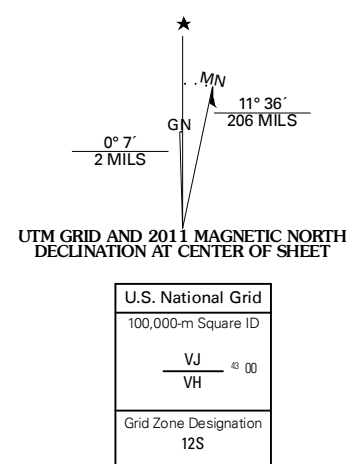 ★
MN
11° 36´
206 MILS
GN
0° 7´
2 MILS
UTM GRID AND 2011 MAGNETIC NORTH
DECLINATION AT CENTER OF SHEET
U.S. National Grid
100,000-m Square ID
VJ
43 00
VH
Grid Zone Designation
12S